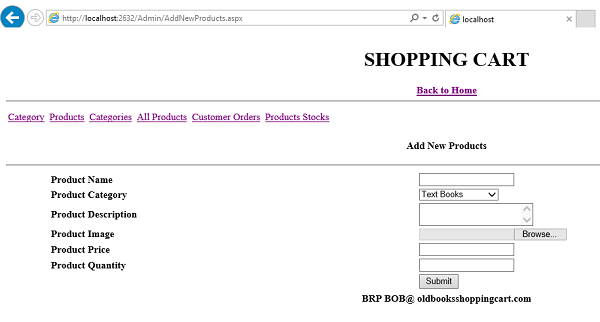 http://localhost:2632/Admin/AddNewProducts.aspx localhost
SHOPPING CART
Back to Home
Category Products Categories All Products Customer Orders Products Stocks
Add New Products
Product Name
Product Category Text Books
Product Description
Product Image Browse...
Product Price
Product Quantity
Submit
BRP BOB@ oldbooksshoppingcart.com